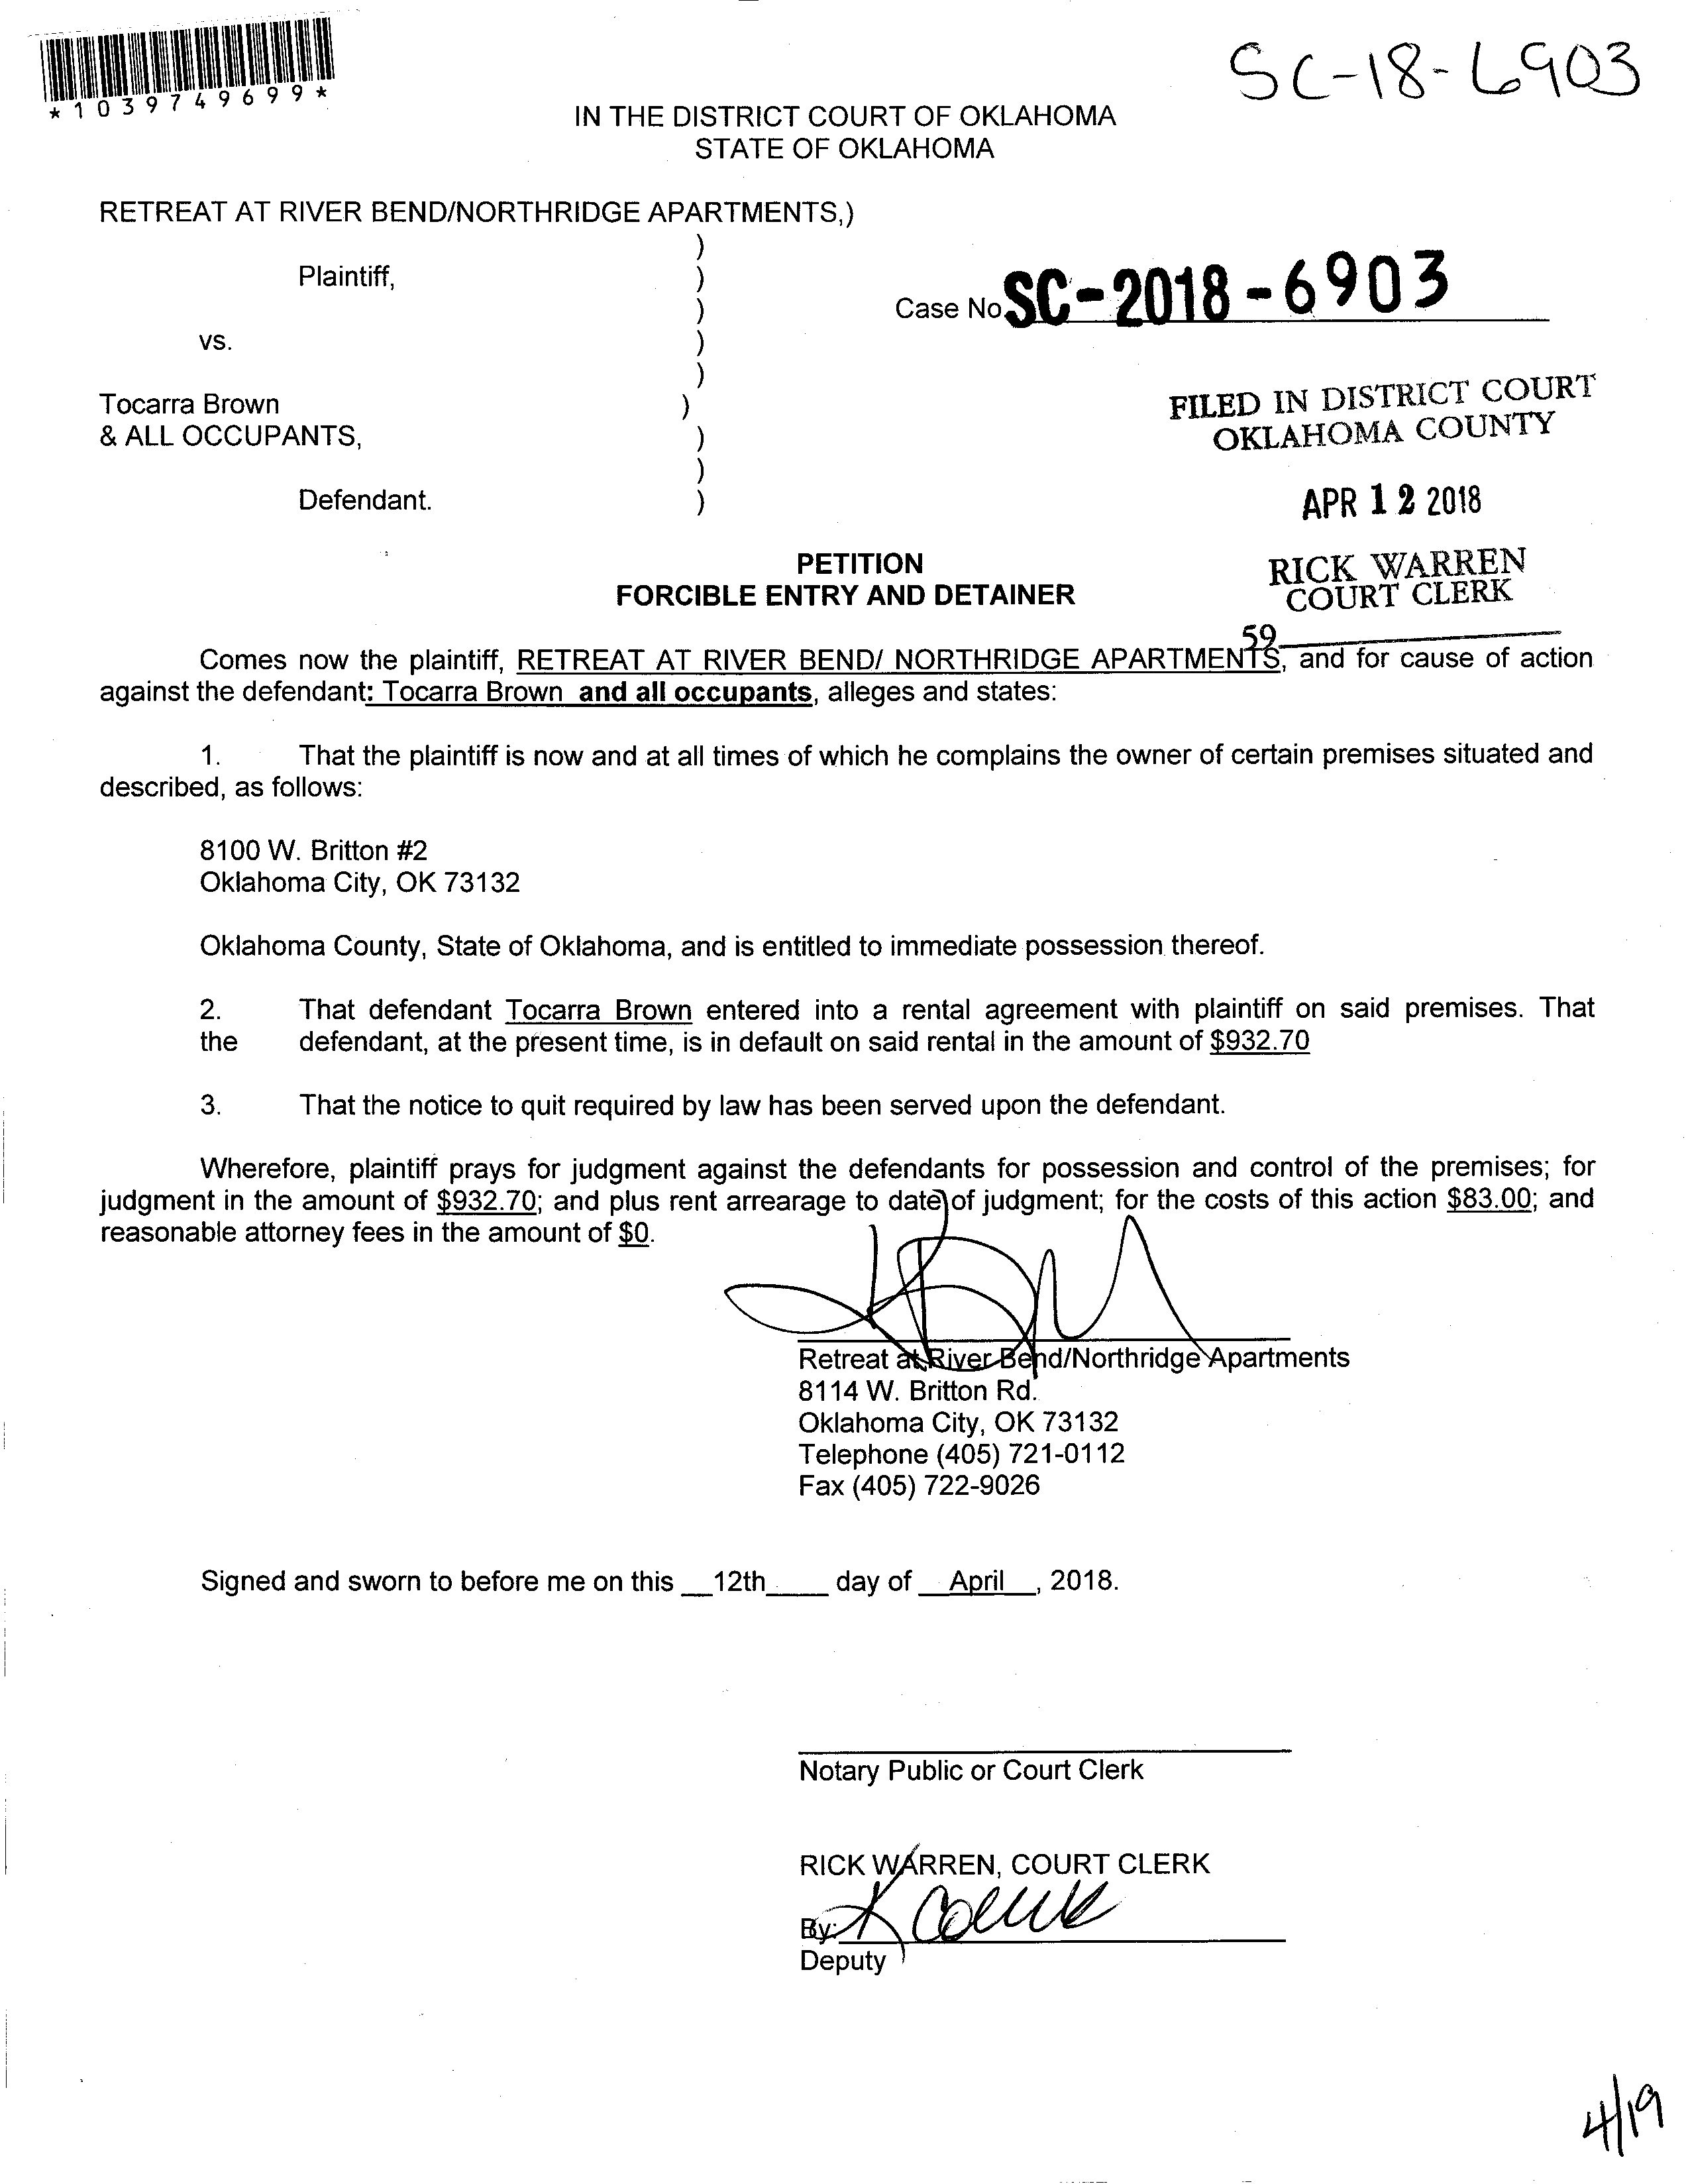 SC-18-6903
*1039749699*
IN THE DISTRICT COURT OF OKLAHOMA
STATE OF OKLAHOMA
RETREAT AT RIVER BEND/NORTHRIDGE APARTMENTS,)
)
Plaintiff, )
)
vs. )
)
Tocarra Brown )
& ALL OCCUPANTS, )
)
Defendant. )
Case No. SC-2018-6903
FILED IN DISTRICT COURT
OKLAHOMA COUNTY
APR 12 2018
RICK WARREN
COURT CLERK
59
PETITION
FORCIBLE ENTRY AND DETAINER
Comes now the plaintiff, RETREAT AT RIVER BEND/ NORTHRIDGE APARTMENTS, and for cause of action
against the defendant: Tocarra Brown and all occupants, alleges and states:
1. That the plaintiff is now and at all times of which he complains the owner of certain premises situated and
described, as follows:
8100 W. Britton #2
Oklahoma City, OK 73132
Oklahoma County, State of Oklahoma, and is entitled to immediate possession thereof.
2. That defendant Tocarra Brown entered into a rental agreement with plaintiff on said premises. That
the defendant, at the present time, is in default on said rental in the amount of $932.70
3. That the notice to quit required by law has been served upon the defendant.
Wherefore, plaintiff prays for judgment against the defendants for possession and control of the premises; for
judgment in the amount of $932.70; and plus rent arrearage to date of judgment; for the costs of this action $83.00; and
reasonable attorney fees in the amount of $0.
Retreat at River Bend/Northridge Apartments
8114 W. Britton Rd.
Oklahoma City, OK 73132
Telephone (405) 721-0112
Fax (405) 722-9026
Signed and sworn to before me on this __12th____ day of __April__, 2018.
Notary Public or Court Clerk
RICK WARREN, COURT CLERK
By:
Deputy
4/19